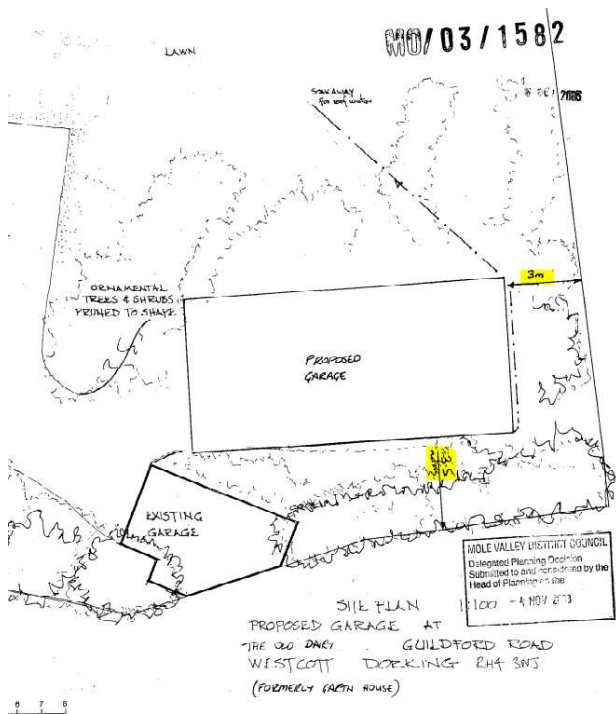 MO/03/1582
LAWN
SOAKAWAY
for roof water
3m
ORNAMENTAL
TREES & SHRUBS
PRUNED TO SHAPE
PROPOSED
GARAGE
EXISTING
GARAGE
MOLE VALLEY DISTRICT COUNCIL
Delegated Planning Decision
Submitted to and considered by the
Head of Planning on the
- 4 NOV
SITE PLAN 1:100
PROPOSED GARAGE AT
THE OLD DAIRY GUILDFORD ROAD
WESTCOTT DORKING RH4 3NJ
(FORMERLY GARTH HOUSE)
6 7 8